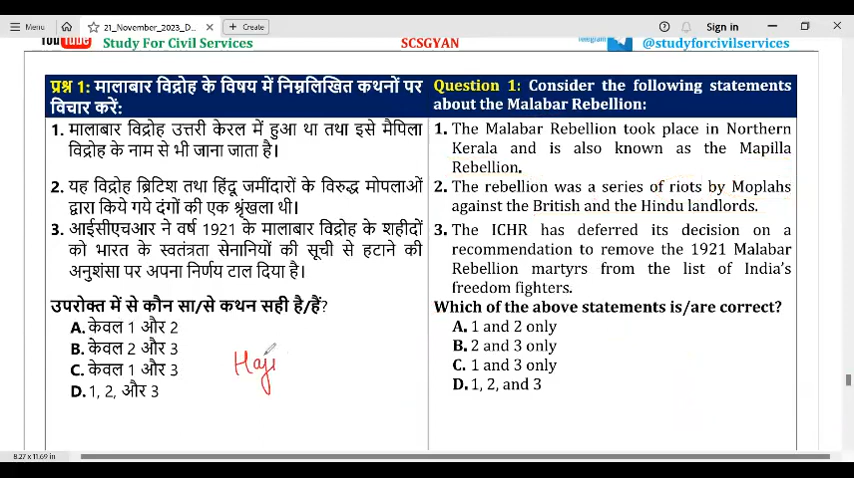 Menu
21_November_2023_D...
Create
Sign in
YouTube Study For Civil Services
SCSGYAN
Telegram
@studyforcivilservices
प्रश्न 1: मालाबार विद्रोह के विषय में निम्नलिखित कथनों पर
विचार करें:
1. मालाबार विद्रोह उत्तरी केरल में हुआ था तथा इसे मैपिला
विद्रोह के नाम से भी जाना जाता है।
2. यह विद्रोह ब्रिटिश तथा हिंदू जमींदारों के विरुद्ध मोपलाओं
द्वारा किये गये दंगों की एक श्रृंखला थी।
3. आईसीएचआर ने वर्ष 1921 के मालाबार विद्रोह के शहीदों
को भारत के स्वतंत्रता सेनानियों की सूची से हटाने की
अनुशंसा पर अपना निर्णय टाल दिया है।
उपरोक्त में से कौन सा/से कथन सही है/हैं?
A. केवल 1 और 2
B. केवल 2 और 3
C. केवल 1 और 3
D. 1, 2, और 3
Haji
Question 1: Consider the following statements
about the Malabar Rebellion:
1. The Malabar Rebellion took place in Northern
Kerala and is also known as the Mapilla
Rebellion.
2. The rebellion was a series of riots by Moplahs
against the British and the Hindu landlords.
3. The ICHR has deferred its decision on a
recommendation to remove the 1921 Malabar
Rebellion martyrs from the list of India's
freedom fighters.
Which of the above statements is/are correct?
A. 1 and 2 only
B. 2 and 3 only
C. 1 and 3 only
D. 1, 2, and 3
8.27 x 11.69 in